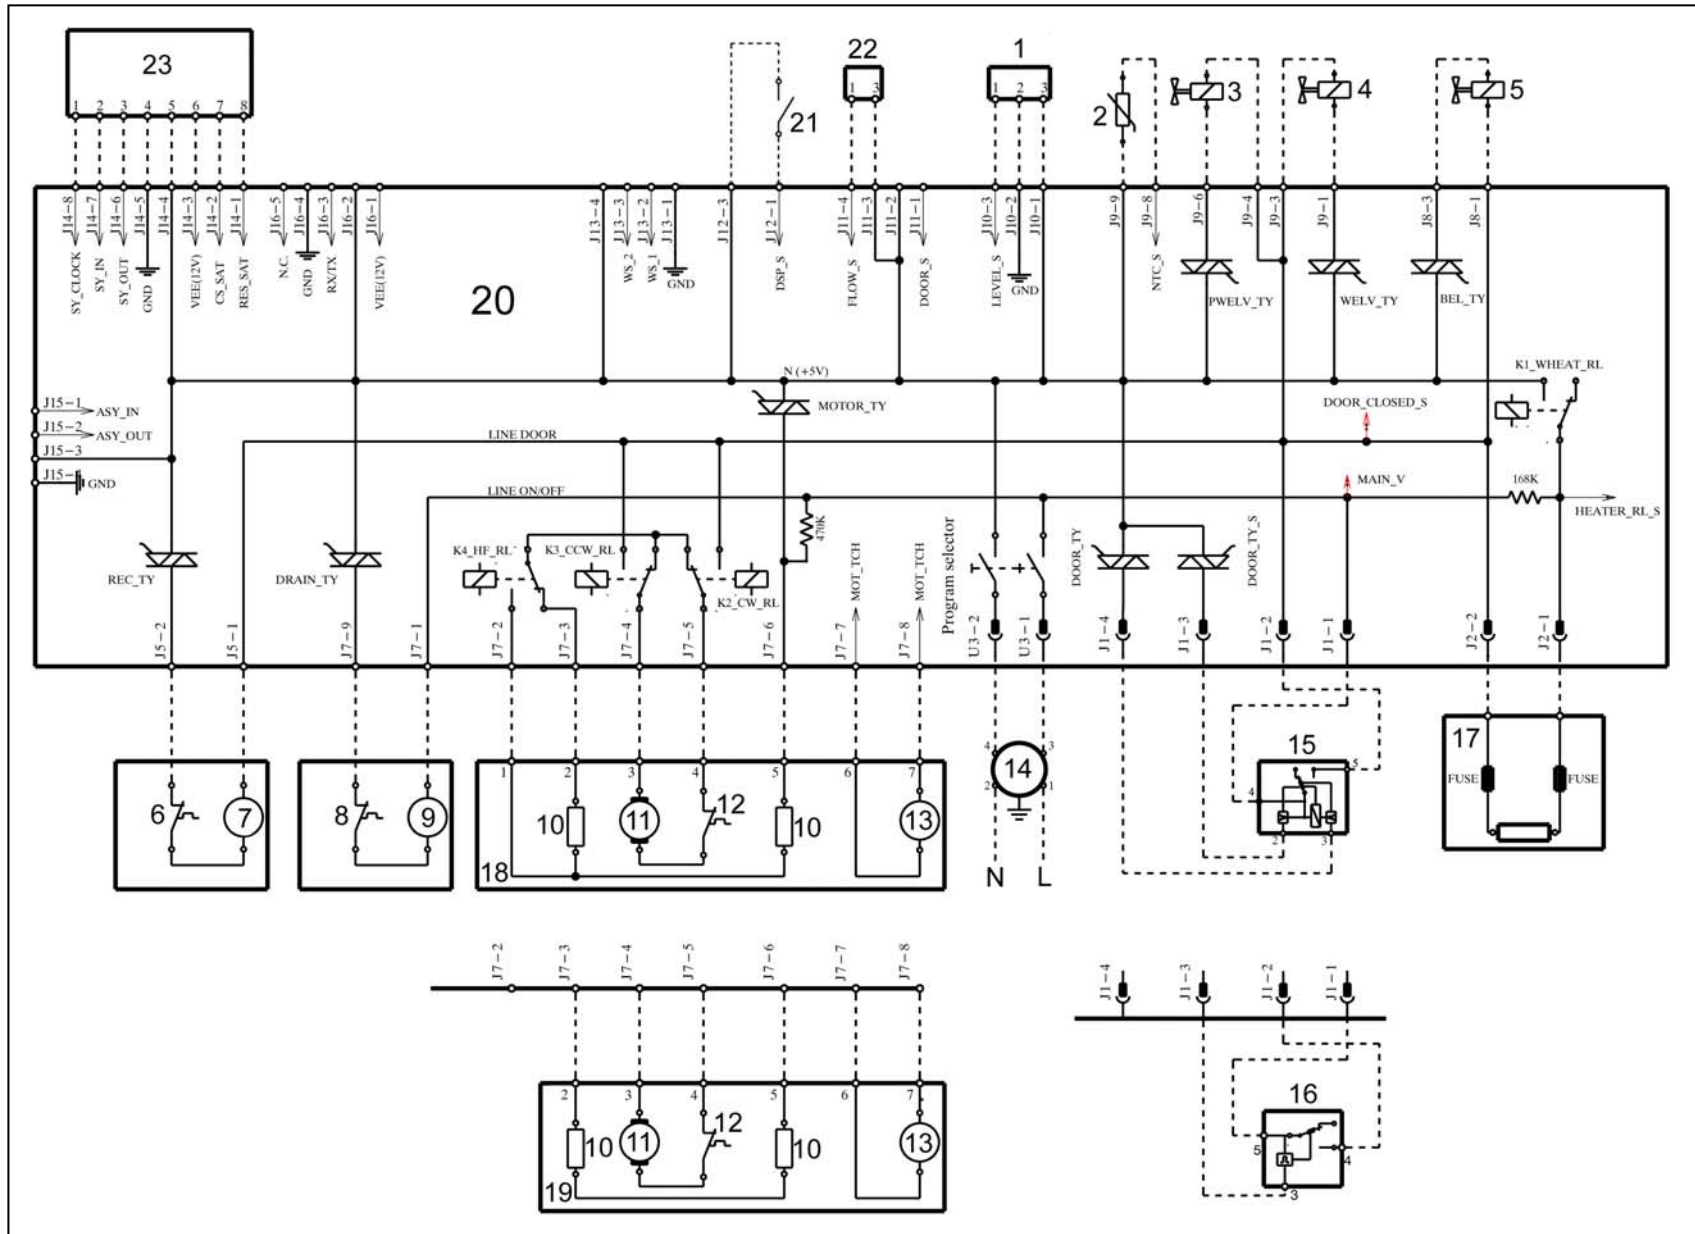 23
1 2 3 4 5 6 7 8
22
1 3
1
1 2 3
21
2
3
4
5
J14-8 J14-7 J14-6 J14-5 J14-4 J14-3 J14-2 J14-1 J16-5 J16-4 J16-3 J16-2 J16-1 J13-4 J13-3 J13-2 J13-1 J12-3 J12-1 J11-4 J11-3 J11-2 J11-1 J10-3 J10-2 J10-1 J9-9 J9-8 J9-6 J9-4 J9-3 J9-1 J8-3 J8-1
SY_CLOCK SY_IN SY_OUT GND VEE(12V) CS_SAT RES_SAT N.C. GND RX/TX VEE(12V) WS_2 WS_1 GND DSP_S FLOW_S DOOR_S LEVEL_S GND NTC_S PWELV_TY WELV_TY BEL_TY
20
N (+5V)
K1_WHEAT_RL
MOTOR_TY
DOOR_CLOSED_S
J15-1 ASY_IN
J15-2 ASY_OUT
J15-3
GND
LINE DOOR
LINE ON/OFF
MAIN_V
168K
HEATER_RL_S
470K
K4_HF_RL K3_CCW_RL
K2_CW_RL
REC_TY
DRAIN_TY
MOT_TCH MOT_TCH
Program selector
DOOR_TY DOOR_TY_S
J5-2 J5-1 J7-9 J7-1 J7-2 J7-3 J7-4 J7-5 J7-6 J7-7 J7-8 U3-2 U3-1 J1-4 J1-3 J1-2 J1-1 J2-2 J2-1
6 7
8 9
1 2 3 4 5 6 7
10 11 12 10 13
18
4 3
14
2 1
N L
15
5
4
2 3
17
FUSE FUSE
J7-2 J7-3 J7-4 J7-5 J7-6 J7-7 J7-8
J1-4 J1-3 J1-2 J1-1
2 3 4 5 6 7
10 11 12 10 13
19
16
5 4
3